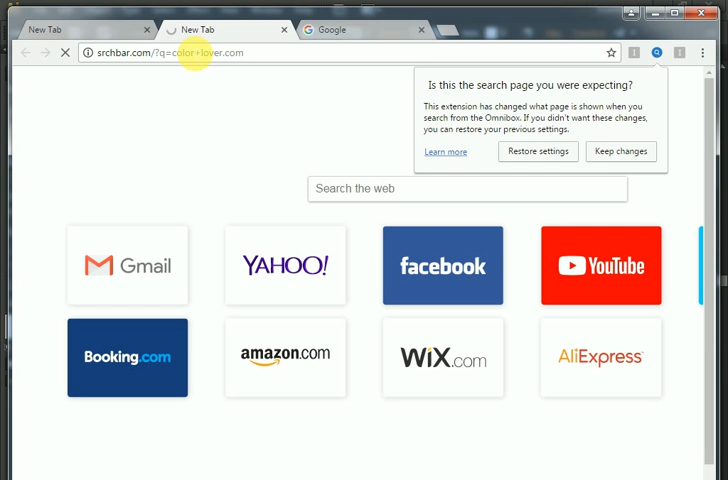 New Tab
New Tab
Google
srchbar.com/?q=color+lover.com
Is this the search page you were expecting?
This extension has changed what page is shown when you
search from the Omnibox. If you didn't want these changes,
you can restore your previous settings.
Learn more
Restore settings
Keep changes
Search the web
Gmail
YAHOO!
facebook
YouTube
Booking.com
amazon.com
WiX.com
AliExpress